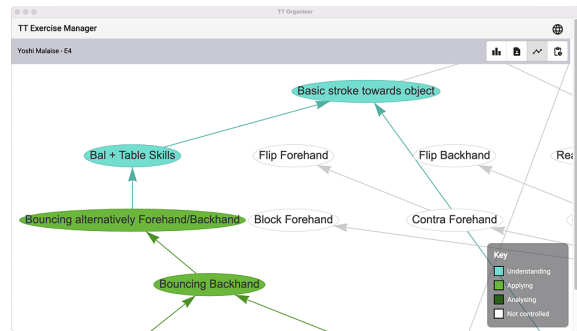 TT Organiser
TT Exercise Manager
Yoshi Malaise - E4
Basic stroke towards object
Bal + Table Skills
Flip Forehand
Flip Backhand
Rea
Bouncing alternatively Forehand/Backhand
Block Forehand
Contra Forehand
Bouncing Backhand
Key
Understanding
Applying
Analysing
Not controlled